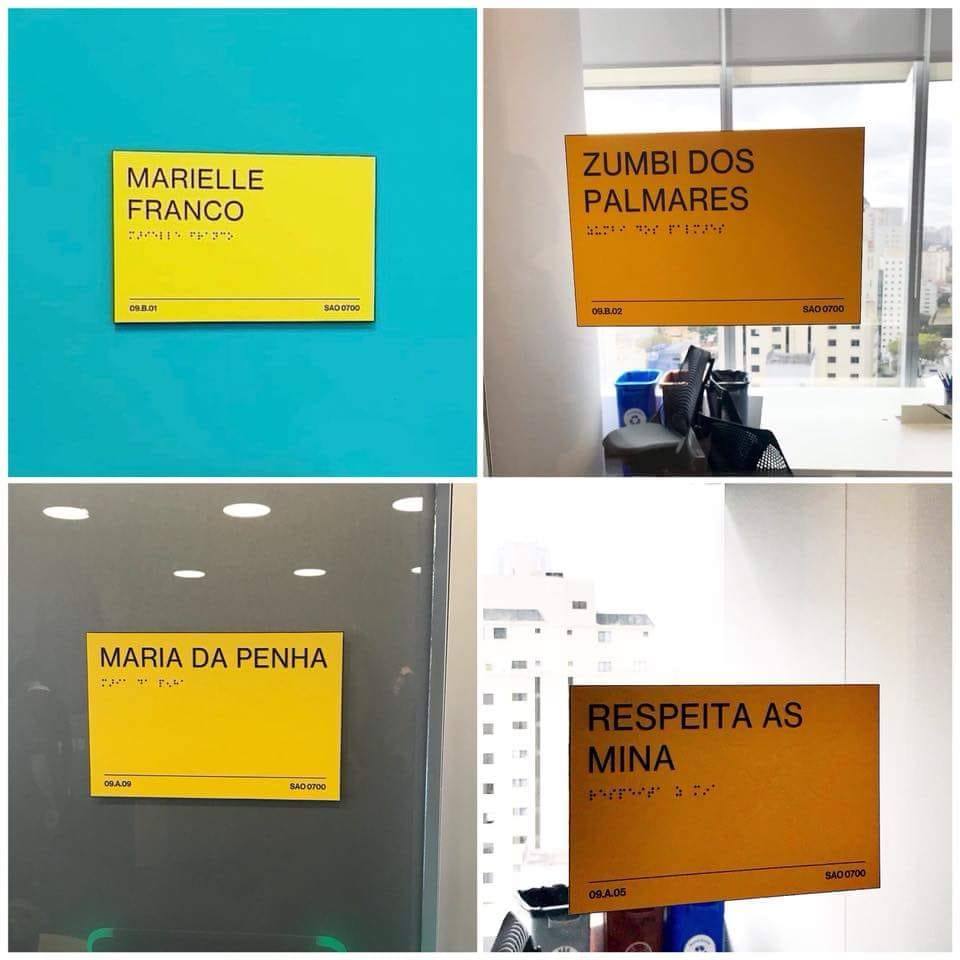 MARIELLE
FRANCO
09.B.01 SAO 0700
ZUMBI DOS
PALMARES
09.B.02 SAO 0700
MARIA DA PENHA
09.A.09 SAO 0700
RESPEITA AS
MINA
09.A.05 SAO 0700